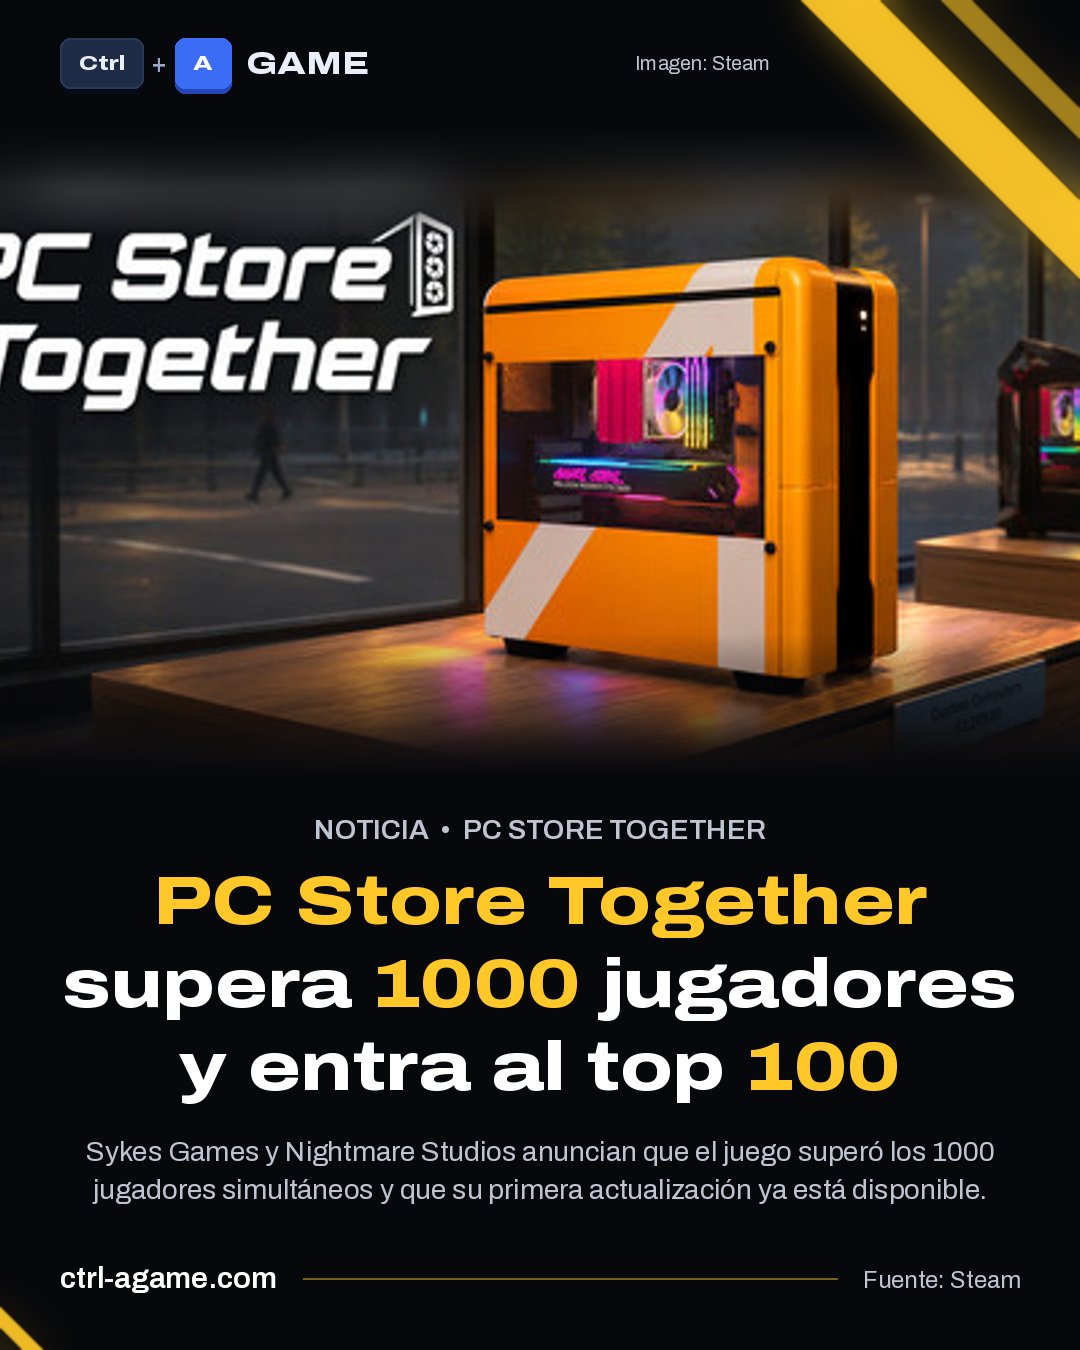 Ctrl + A GAME
Imagen: Steam
PC Store
Together
NOTICIA • PC STORE TOGETHER
PC Store Together
supera 1000 jugadores
y entra al top 100
Sykes Games y Nightmare Studios anuncian que el juego superó los 1000
jugadores simultáneos y que su primera actualización ya está disponible.
ctrl-agame.com
Fuente: Steam